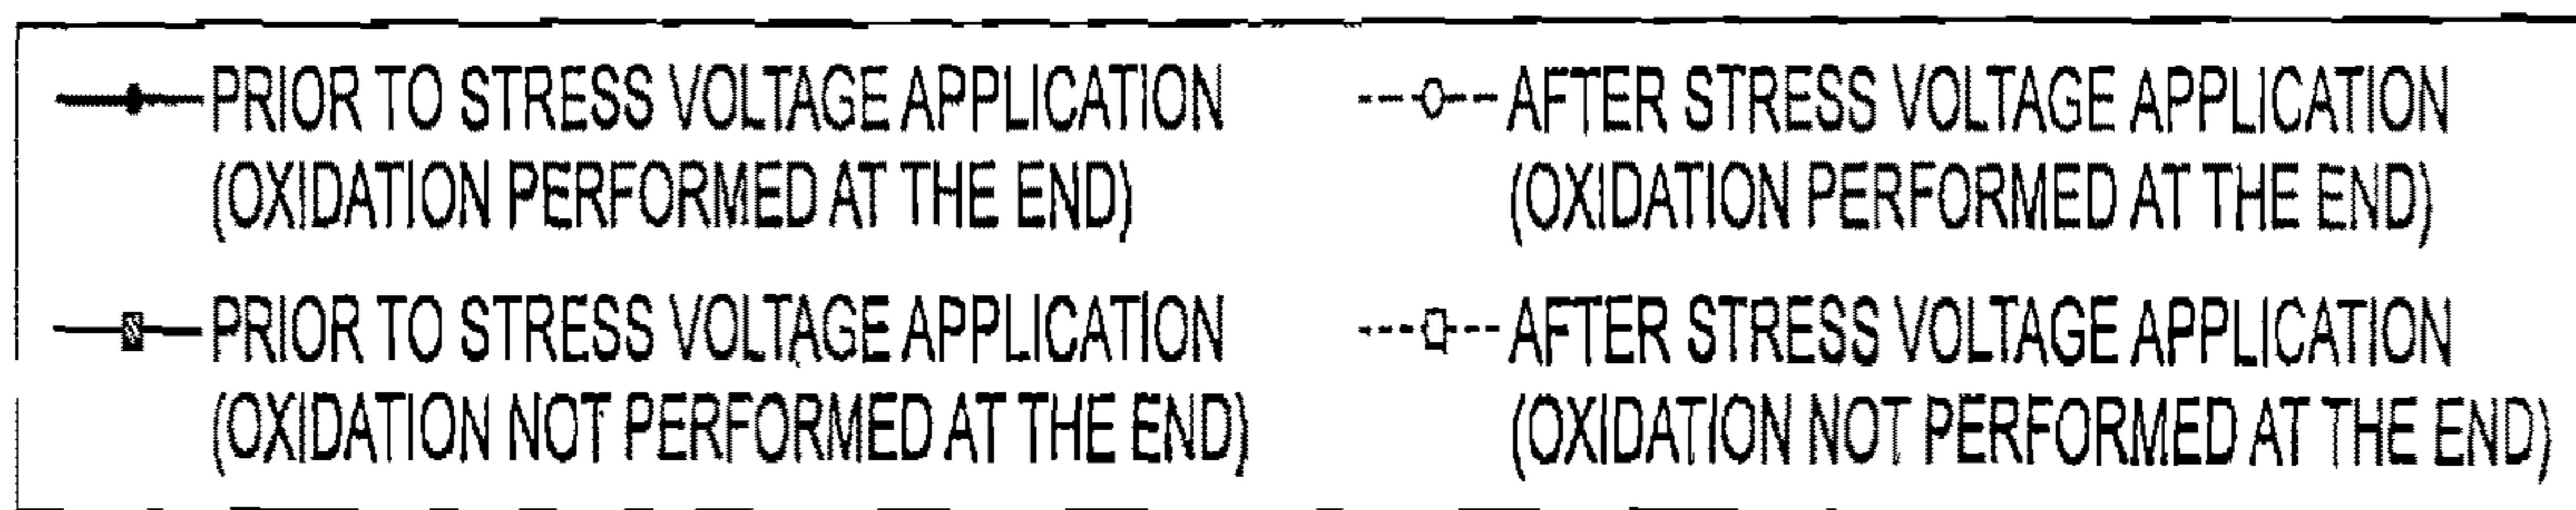 PRIOR TO STRESS VOLTAGE APPLICATION
(OXIDATION PERFORMED AT THE END)
PRIOR TO STRESS VOLTAGE APPLICATION
(OXIDATION NOT PERFORMED AT THE END)
AFTER STRESS VOLTAGE APPLICATION
(OXIDATION PERFORMED AT THE END)
AFTER STRESS VOLTAGE APPLICATION
(OXIDATION NOT PERFORMED AT THE END)